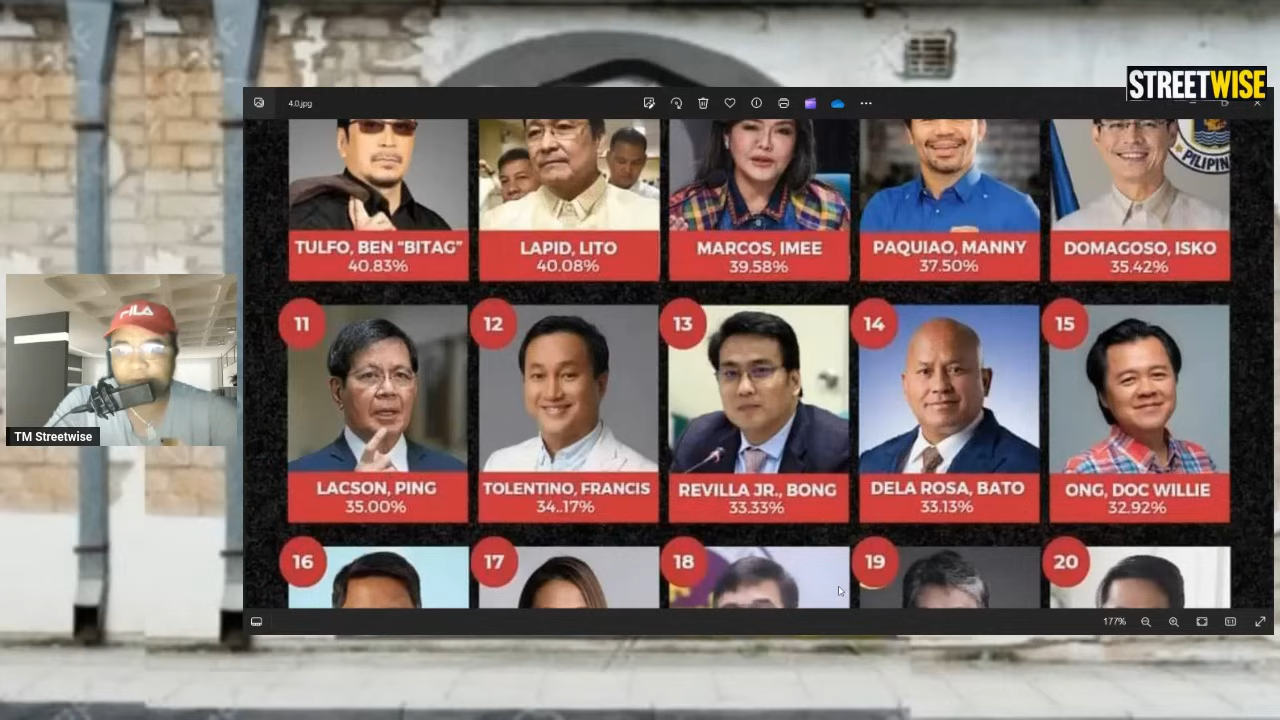 STREETWISE
4.0.jpg
PILIPIN
TULFO, BEN "BITAG"
40.83%
LAPID, LITO
40.08%
MARCOS, IMEE
39.58%
PAQUIAO, MANNY
37.50%
DOMAGOSO, ISKO
35.42%
FILA
TM Streetwise
11
LACSON, PING
35.00%
12
TOLENTINO, FRANCIS
34..17%
13
REVILLA JR., BONG
33.33%
14
DELA ROSA, BATO
33.13%
15
ONG, DOC WILLIE
32.92%
16
17
18
19
20
177%